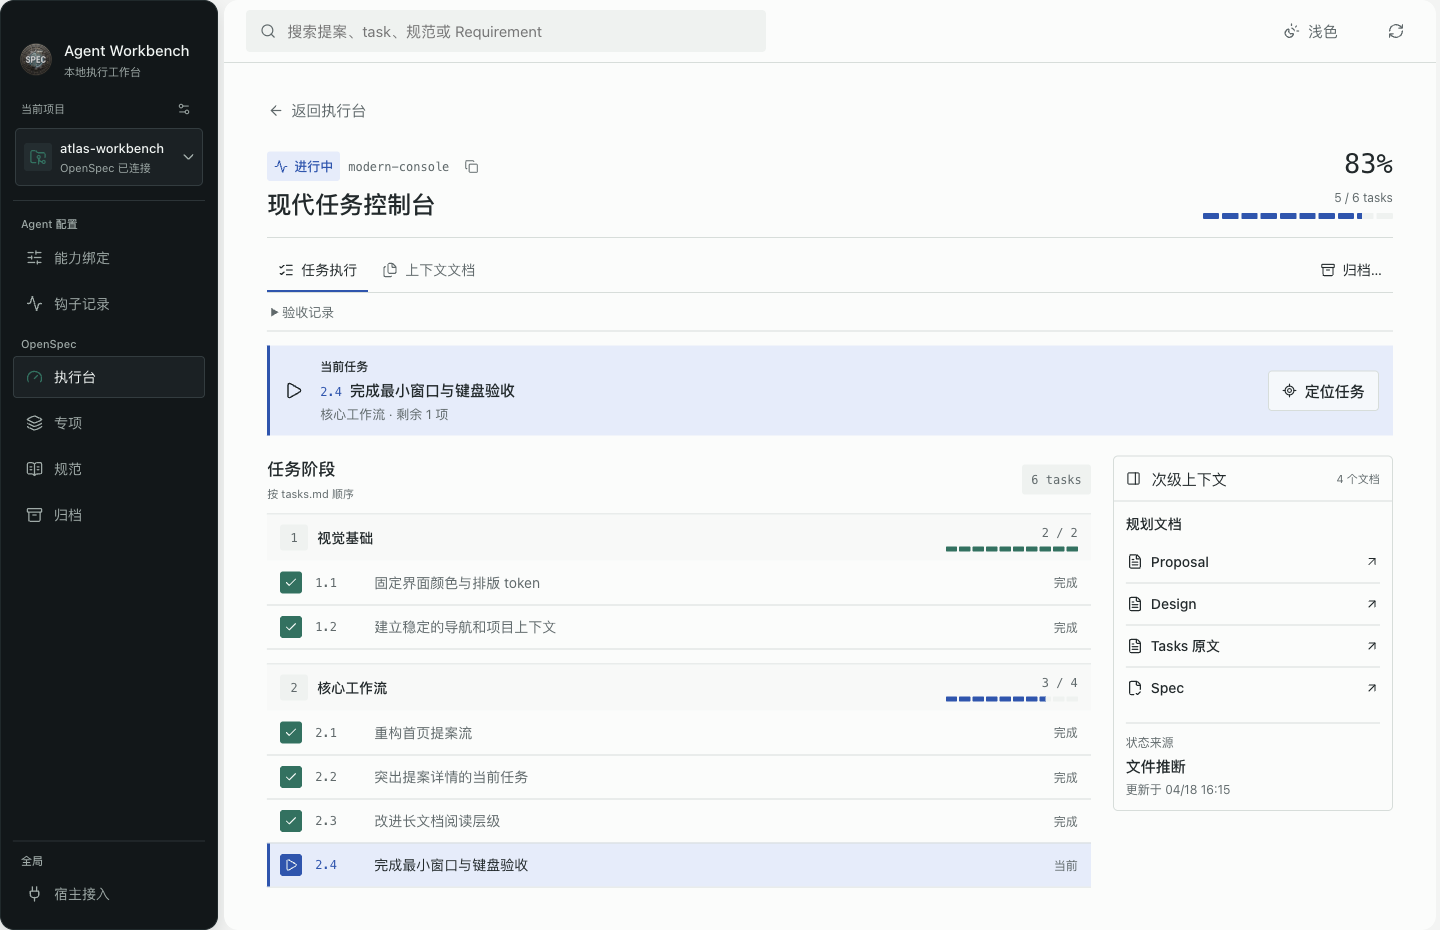 SPEC
Agent Workbench
本地执行工作台
当前项目
atlas-workbench
OpenSpec 已连接
Agent 配置
能力绑定
钩子记录
OpenSpec
执行台
专项
规范
归档
全局
宿主接入
搜索提案、task、规范或 Requirement
浅色
返回执行台
进行中
modern-console
83%
现代任务控制台
5 / 6 tasks
任务执行
上下文文档
归档...
验收记录
当前任务
2.4 完成最小窗口与键盘验收
核心工作流 · 剩余 1 项
定位任务
任务阶段
按 tasks.md 顺序
6 tasks
1 视觉基础 2 / 2
1.1 固定界面颜色与排版 token 完成
1.2 建立稳定的导航和项目上下文 完成
2 核心工作流 3 / 4
2.1 重构首页提案流 完成
2.2 突出提案详情的当前任务 完成
2.3 改进长文档阅读层级 完成
2.4 完成最小窗口与键盘验收 当前
次级上下文 4 个文档
规划文档
Proposal
Design
Tasks 原文
Spec
状态来源
文件推断
更新于 04/18 16:15